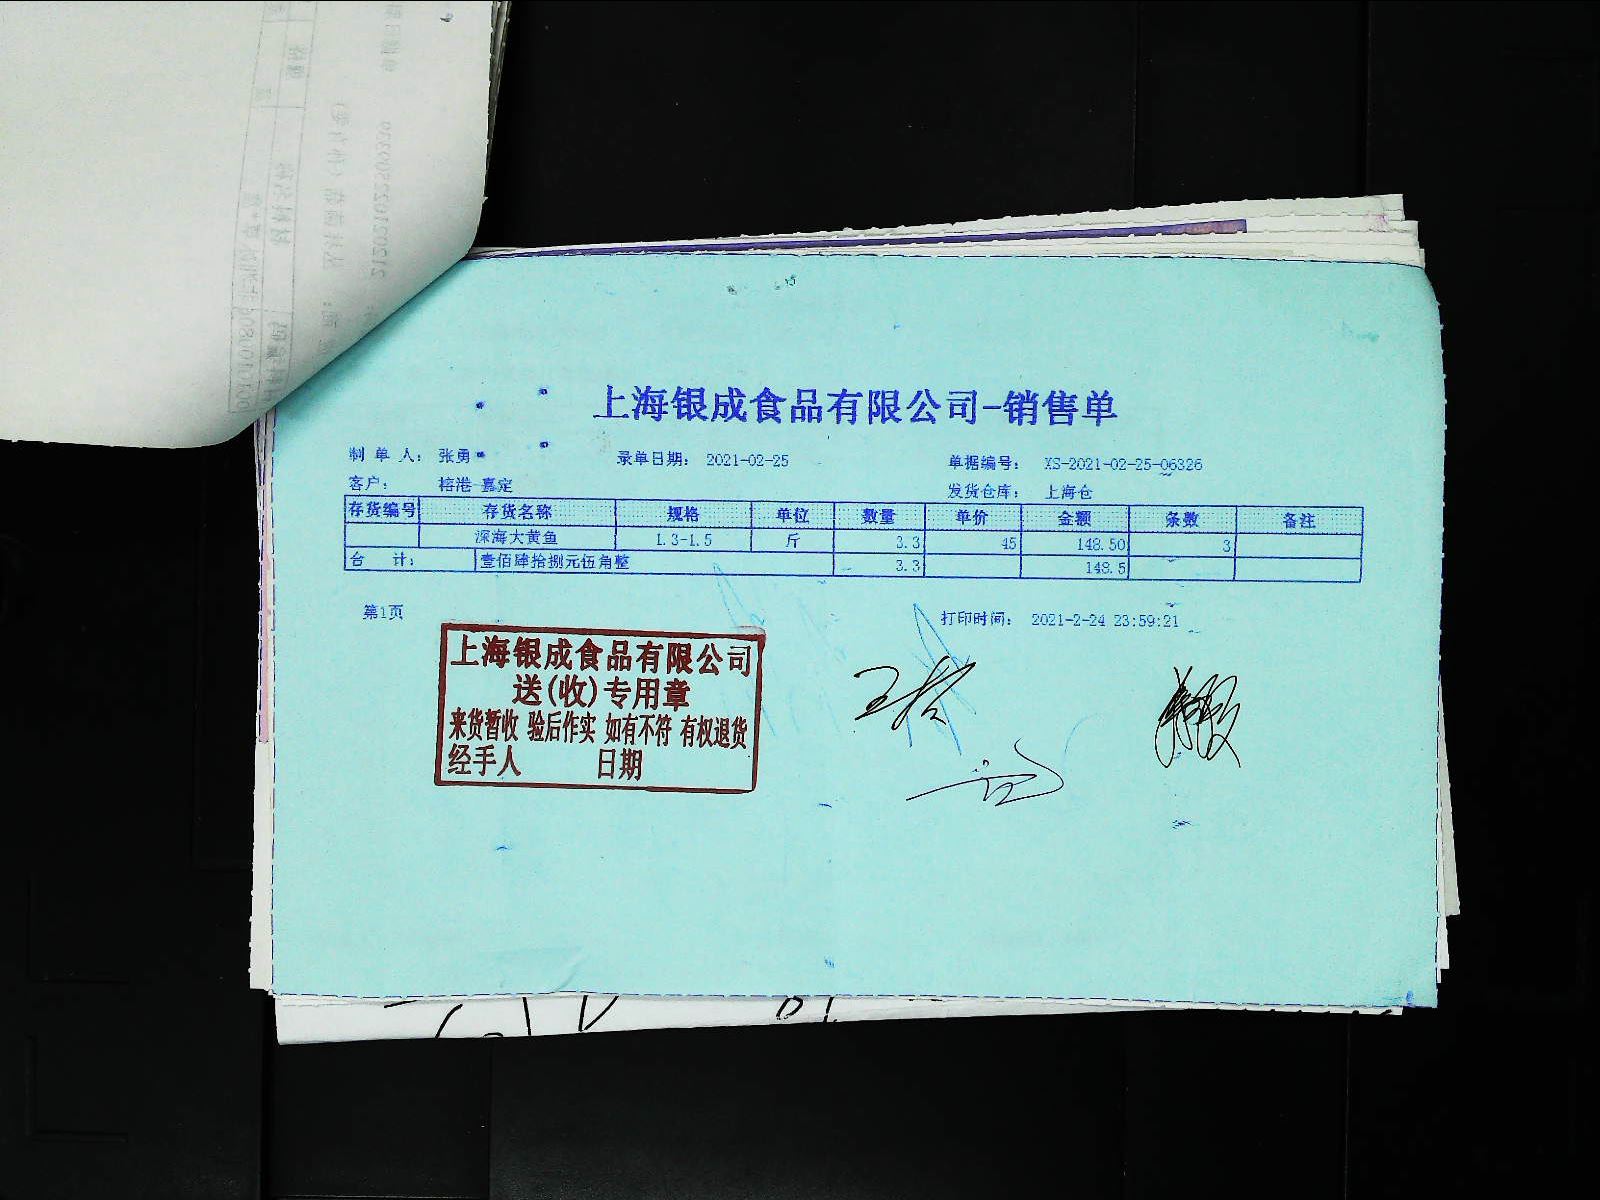 上海银成食品有限公司-销售单
制 单 人： 张勇 录单日期： 2021-02-25 单据编号： XS-2021-02-25-06326
客户： 榕港 嘉定 发货仓库： 上海仓
存货编号 存货名称 规格 单位 数量 单价 金额 条数 备注
深海大黄鱼 1.3-1.5 斤 3.3 45 148.50 3
合 计： 壹佰肆拾捌元伍角整 3.3 148.5
第1页 打印时间： 2021-2-24 23:59:21
上海银成食品有限公司
送(收)专用章
来货暂收 验后作实 如有不符 有权退货
经手人 日期